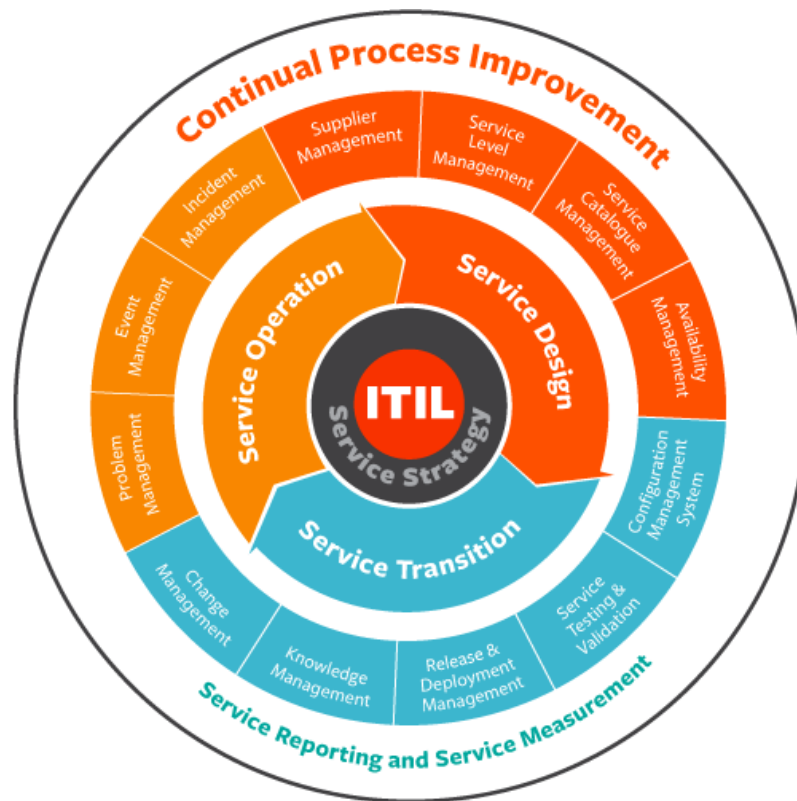 Continual Process Improvement
Supplier
Management
Service
Level
Management
Service
Catalogue
Management
Availability
Management
Configuration
Management
System
Service
Testing &
Validation
Release &
Deployment
Management
Knowledge
Management
Change
Management
Problem
Management
Event
Management
Incident
Management
Service Operation
Service Design
Service Transition
ITIL
Service Strategy
Service Reporting and Service Measurement